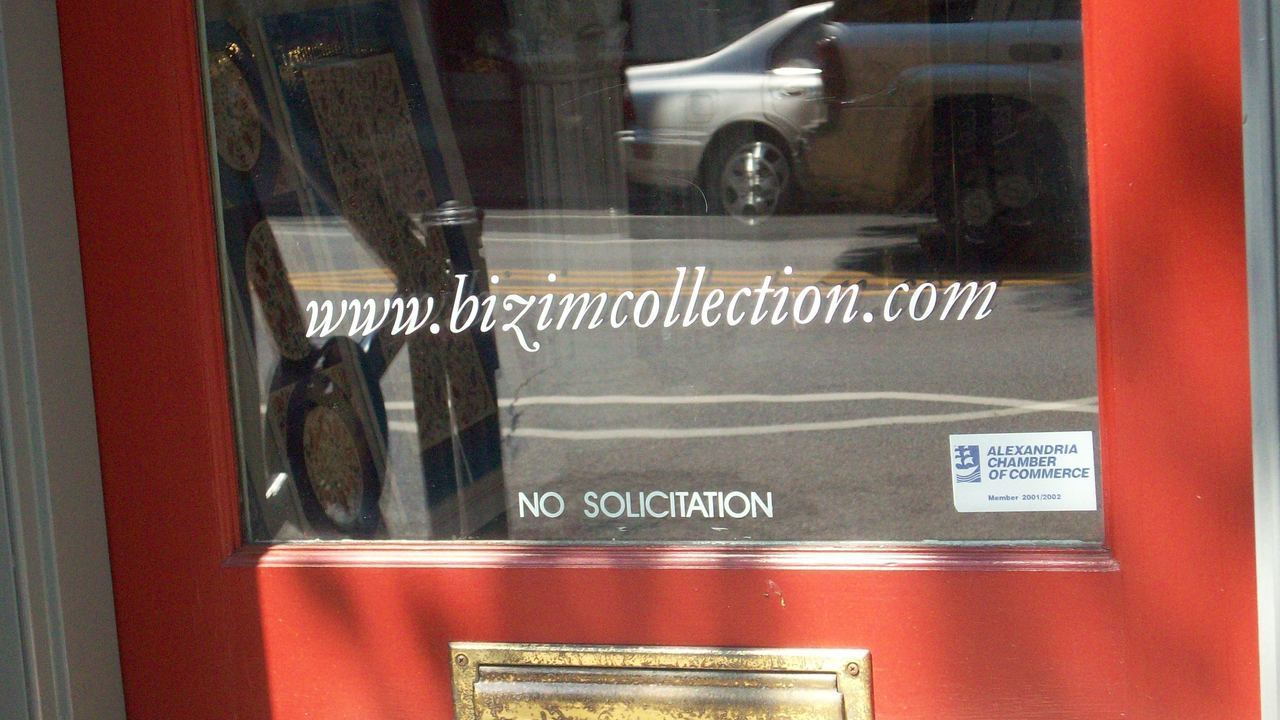 www.bizimcollection.com
ALEXANDRIA
CHAMBER
OF COMMERCE
Member 2001/2002
NO SOLICITATION